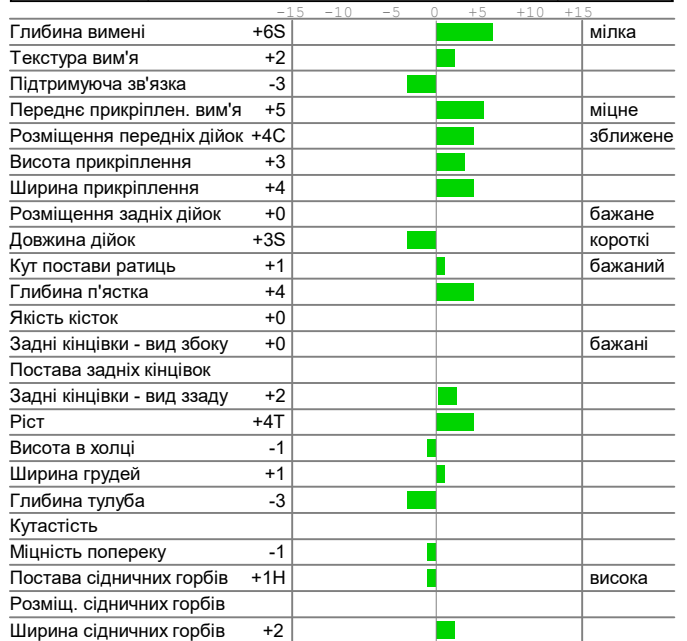 -15 -10 -5 0 +5 +10 +15
Глибина вимені +6S мілка
Текстура вим'я +2
Підтримуюча зв'язка -3
Переднє прикріплен. вим'я +5 міцне
Розміщення передніх дійок +4C зближене
Висота прикріплення +3
Ширина прикріплення +4
Розміщення задніх дійок +0 бажане
Довжина дійок +3S короткі
Кут постави ратиць +1 бажаний
Глибина п'ястка +4
Якість кісток +0
Задні кінцівки - вид збоку +0 бажані
Постава задніх кінцівок
Задні кінцівки - вид ззаду +2
Ріст +4T
Висота в холці -1
Ширина грудей +1
Глибина тулуба -3
Кутастість
Міцність попереку -1
Постава сідничних горбів +1H висока
Розміщ. сідничних горбів
Ширина сідничних горбів +2